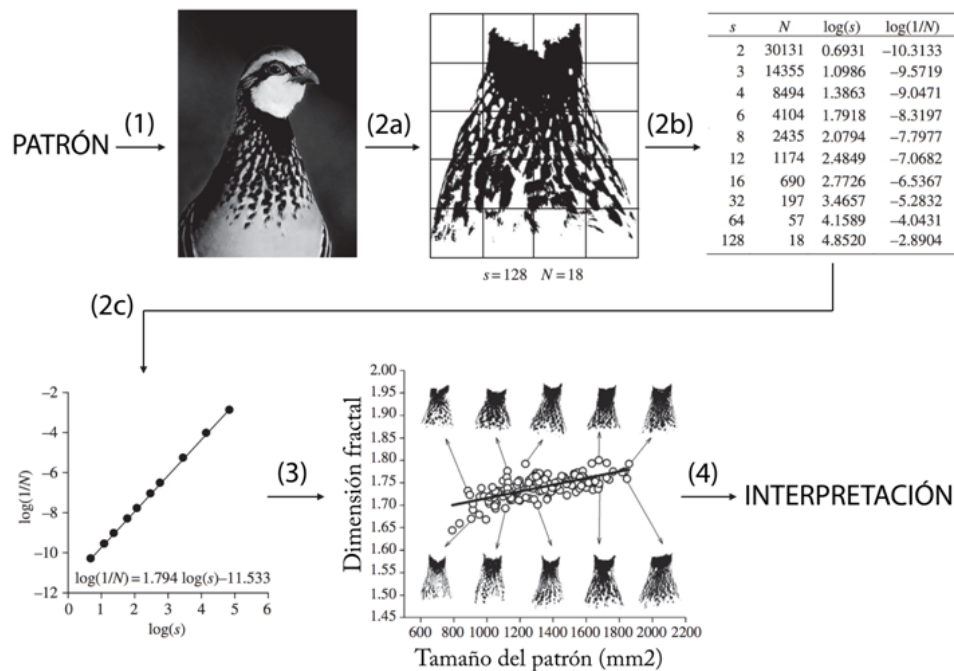 PATRÓN
(1)
(2a)
s=128 N=18
(2b)
s N log(s) log(1/N)
2 30131 0.6931 −10.3133
3 14355 1.0986 −9.5719
4 8494 1.3863 −9.0471
6 4104 1.7918 −8.3197
8 2435 2.0794 −7.7977
12 1174 2.4849 −7.0682
16 690 2.7726 −6.5367
32 197 3.4657 −5.2832
64 57 4.1589 −4.0431
128 18 4.8520 −2.8904
(2c)
log(1/N)
−2
−4
−6
−8
−10
−12
log(1/N)=1.794 log(s)−11.533
0 1 2 3 4 5 6
log(s)
(3)
Dimensión fractal
2.00
1.95
1.90
1.85
1.80
1.75
1.70
1.65
1.60
1.55
1.50
1.45
600 800 1000 1200 1400 1600 1800 2000 2200
Tamaño del patrón (mm2)
(4)
INTERPRETACIÓN